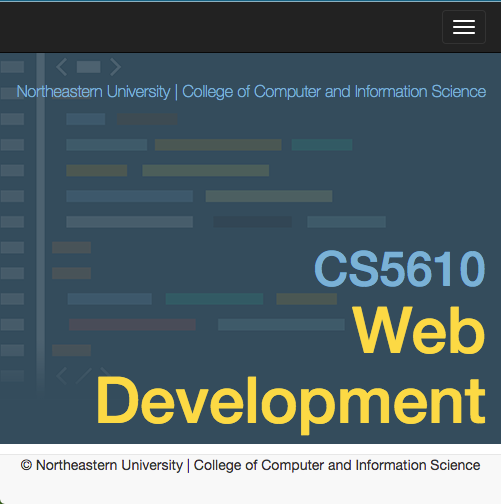 Northeastern University | College of Computer and Information Science
CS5610
Web
Development
© Northeastern University | College of Computer and Information Science